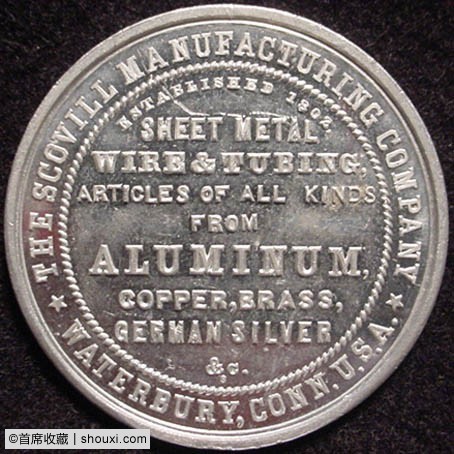 THE SCOVILL MANUFACTURING COMPANY
ESTABLISHED 1802.
SHEET METAL
WIRE & TUBING,
ARTICLES OF ALL KINDS
FROM
ALUMINUM,
COPPER, BRASS,
GERMAN SILVER
&c.
★ WATERBURY, CONN. U.S.A. ★
©首席收藏 | shouxi.com